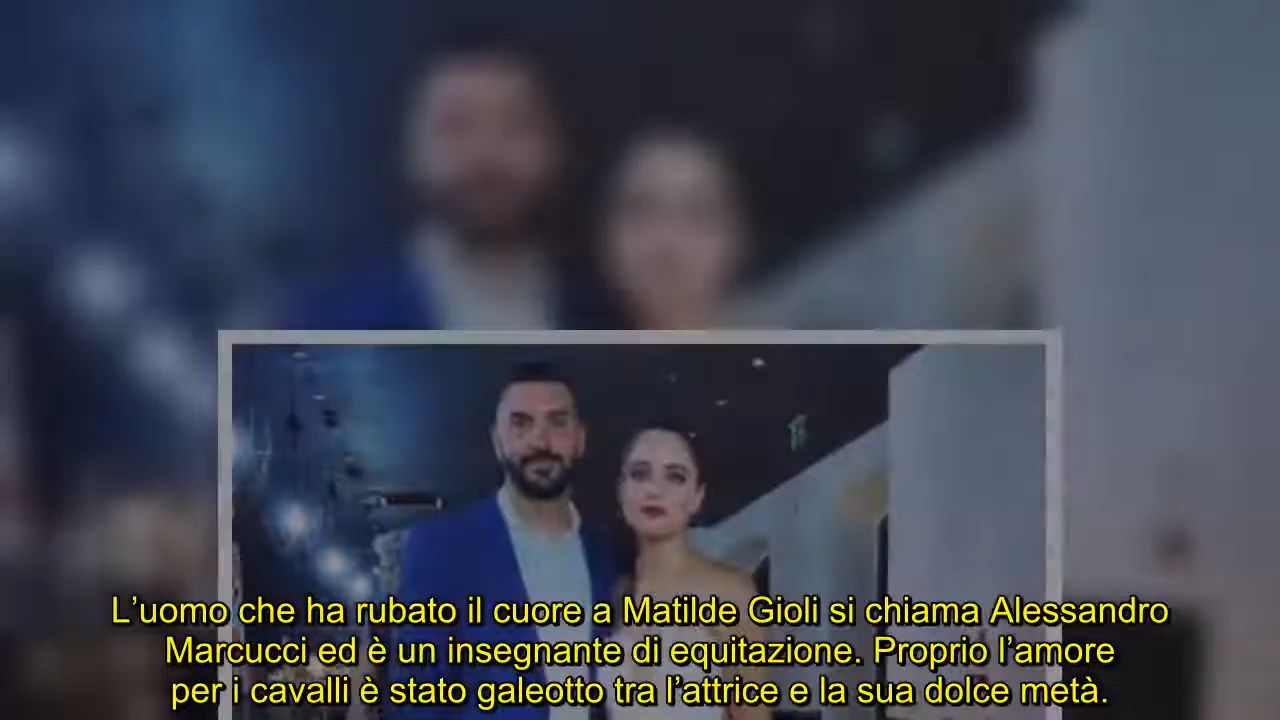 L’uomo che ha rubato il cuore a Matilde Gioli si chiama Alessandro
Marcucci ed è un insegnante di equitazione. Proprio l’amore
per i cavalli è stato galeotto tra l’attrice e la sua dolce metà.